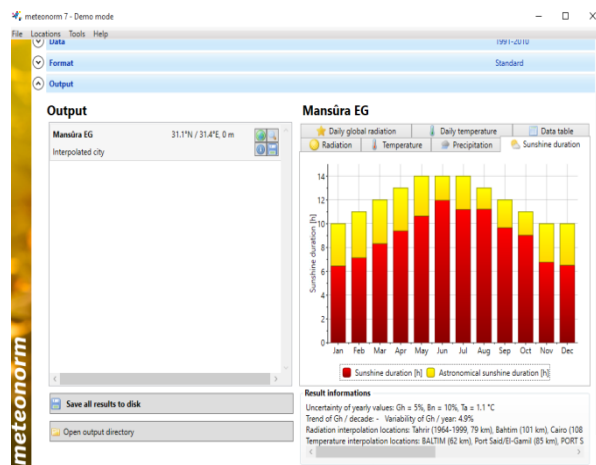 meteonorm 7 - Demo mode
File Locations Tools Help
Data 1991-2010
Format Standard
Output
Output
Mansûra EG 31.1°N / 31.4°E, 0 m
Interpolated city
Save all results to disk
Open output directory
meteonorm
Mansûra EG
Daily global radiation Daily temperature Data table
Radiation Temperature Precipitation Sunshine duration
Sunshine duration [h]
14
12
10
8
6
4
2
0
Jan Feb Mar Apr May Jun Jul Aug Sep Oct Nov Dec
Sunshine duration [h] Astronomical sunshine duration [h]
Result informations
Uncertainty of yearly values: Gh = 5%, Bn = 10%, Ta = 1.1 °C
Trend of Gh / decade: - Variability of Gh / year: 4.9%
Radiation interpolation locations: Tahrir (1964-1999, 79 km), Bahtim (101 km), Cairo (108
Temperature interpolation locations: BALTIM (62 km), Port Said/El-Gamil (85 km), PORT S